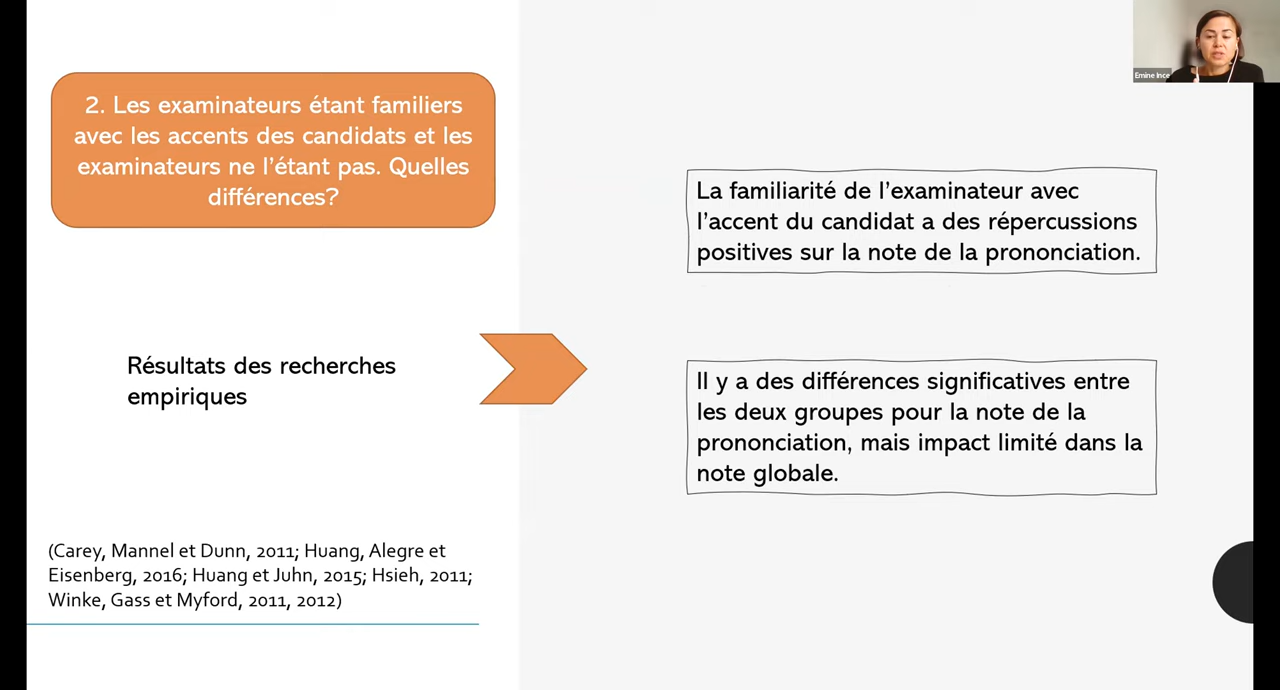 2. Les examinateurs étant familiers
avec les accents des candidats et les
examinateurs ne l'étant pas. Quelles
différences?
Résultats des recherches
empiriques
(Carey, Mannel et Dunn, 2011; Huang, Alegre et
Eisenberg, 2016; Huang et Juhn, 2015; Hsieh, 2011;
Winke, Gass et Myford, 2011, 2012)
La familiarité de l'examinateur avec
l'accent du candidat a des répercussions
positives sur la note de la prononciation.
Il y a des différences significatives entre
les deux groupes pour la note de la
prononciation, mais impact limité dans la
note globale.
Emine Ince